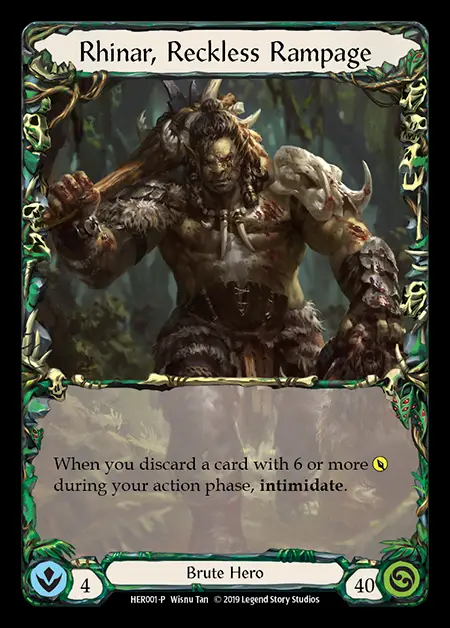 Rhinar, Reckless Rampage
When you discard a card with 6 or more
during your action phase, intimidate.
4
Brute Hero
40
HER001-P Wisnu Tan © 2019 Legend Story Studios